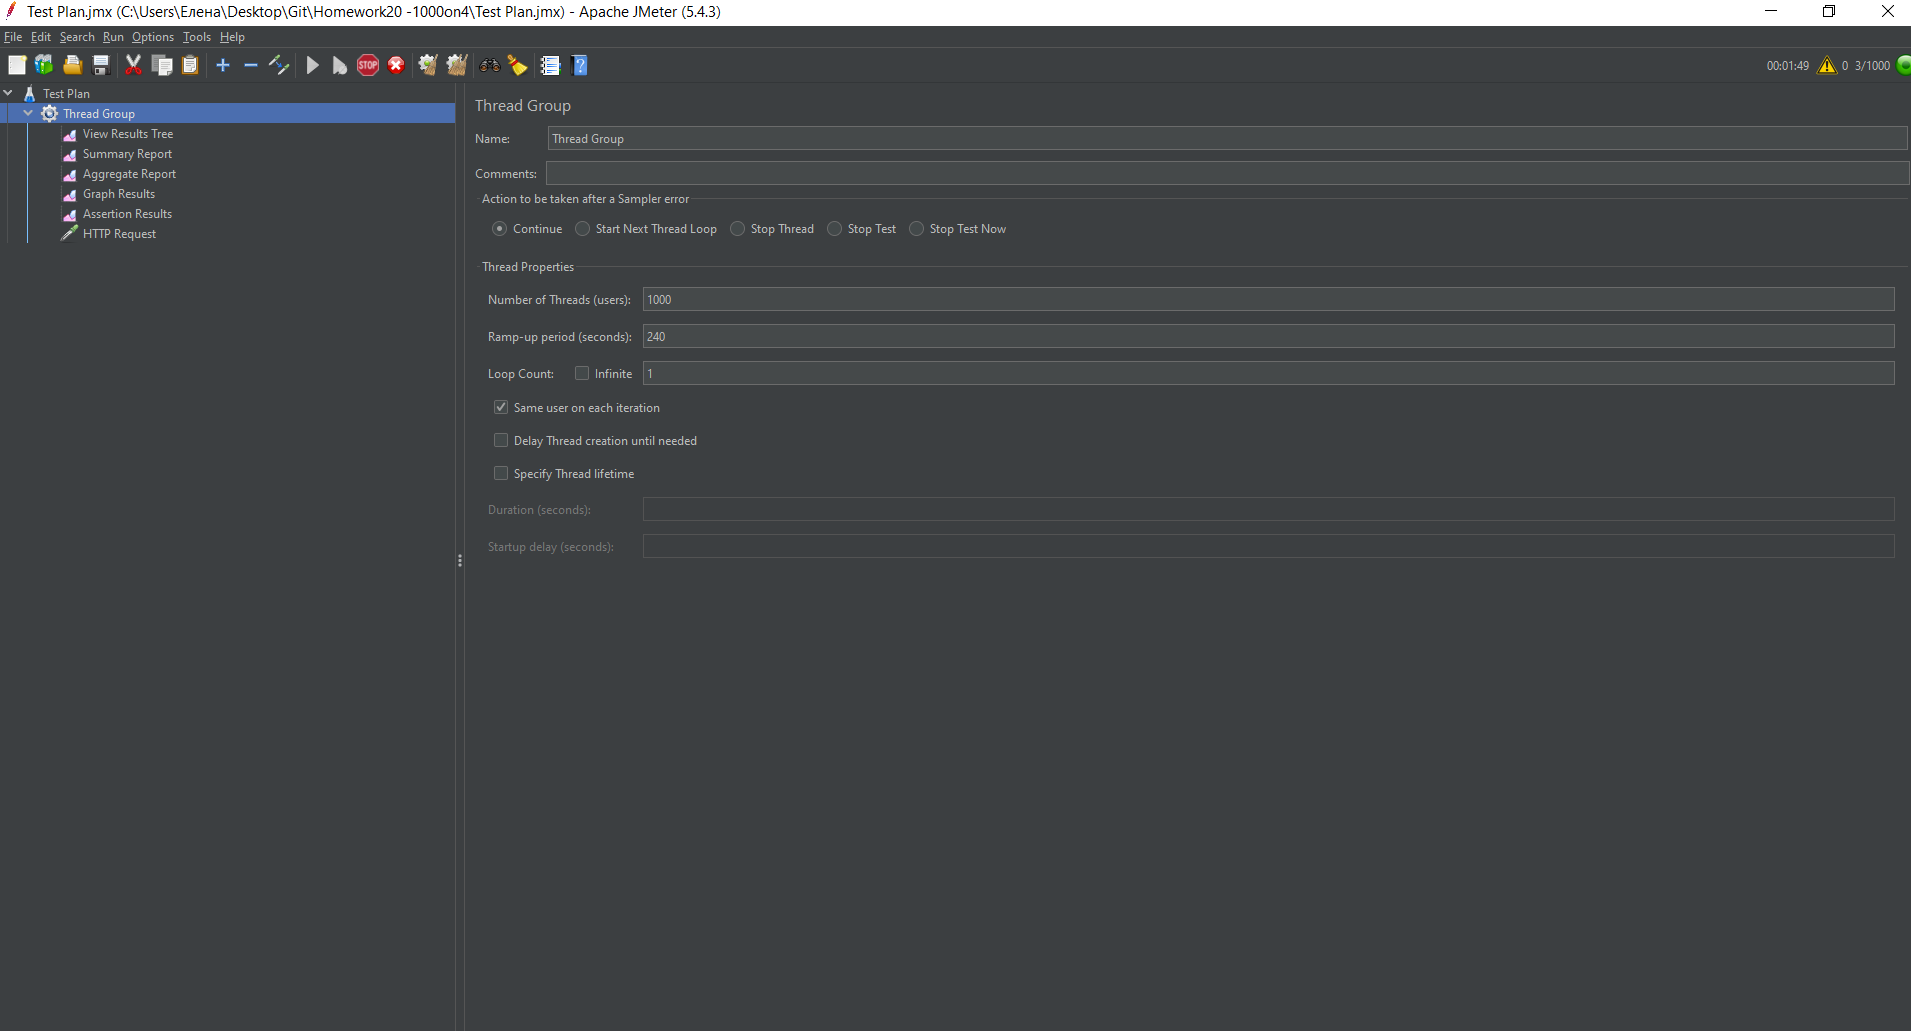 Test Plan.jmx (C:\Users\Елена\Desktop\Git\Homework20 -1000on4\Test Plan.jmx) - Apache JMeter (5.4.3)
File Edit Search Run Options Tools Help
STOP
00:01:49 0 3/1000
Test Plan
Thread Group
View Results Tree
Summary Report
Aggregate Report
Graph Results
Assertion Results
HTTP Request
Thread Group
Name: Thread Group
Comments:
Action to be taken after a Sampler error
Continue Start Next Thread Loop Stop Thread Stop Test Stop Test Now
Thread Properties
Number of Threads (users): 1000
Ramp-up period (seconds): 240
Loop Count: Infinite 1
Same user on each iteration
Delay Thread creation until needed
Specify Thread lifetime
Duration (seconds):
Startup delay (seconds):